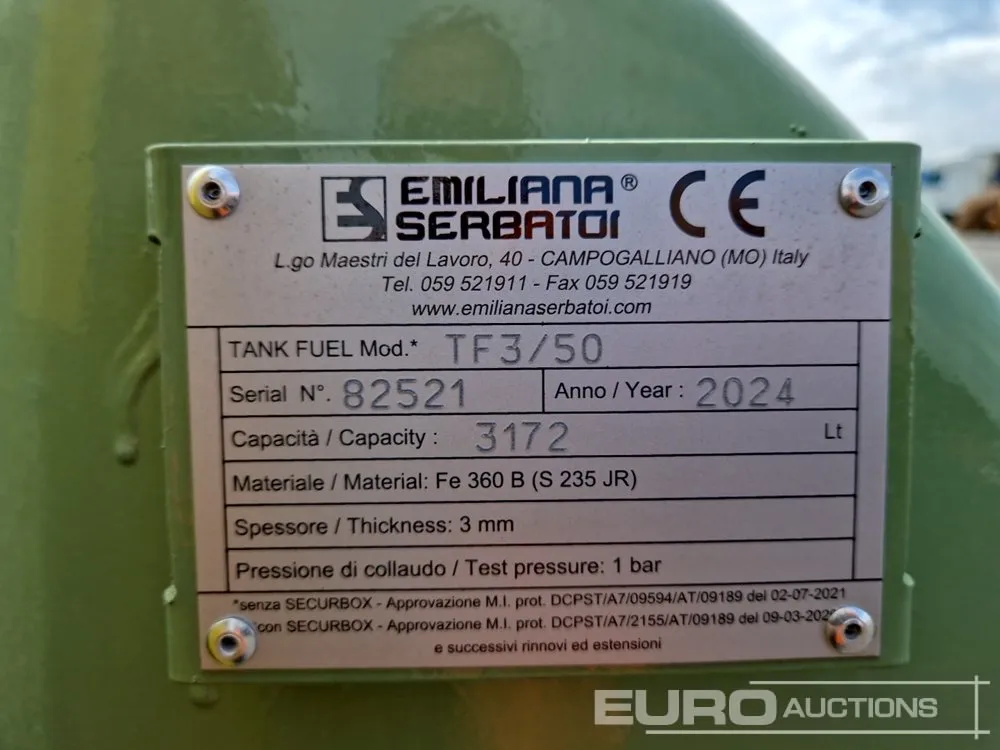 ES EMILIANA® CE
SERBATOI
L.go Maestri del Lavoro, 40 - CAMPOGALLIANO (MO) Italy
Tel. 059 521911 - Fax 059 521919
www.emilianaserbatoi.com
TANK FUEL Mod.* TF3/50
Serial N°. 82521 Anno / Year : 2024
Capacità / Capacity : 3172 Lt
Materiale / Material: Fe 360 B (S 235 JR)
Spessore / Thickness: 3 mm
Pressione di collaudo / Test pressure: 1 bar
*senza SECURBOX - Approvazione M.I. prot. DCPST/A7/09594/AT/09189 del 02-07-2021
con SECURBOX - Approvazione M.I. prot. DCPST/A7/2155/AT/09189 del
e successivi rinnovi ed estensioni
EURO AUCTIONS